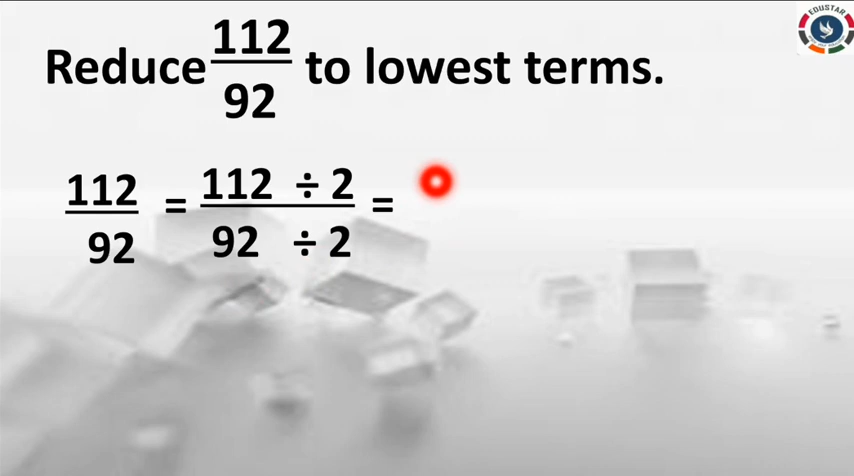 EDUSTAR
Reduce 112/92 to lowest terms.
112/92 = 112 ÷ 2/92 ÷ 2 =